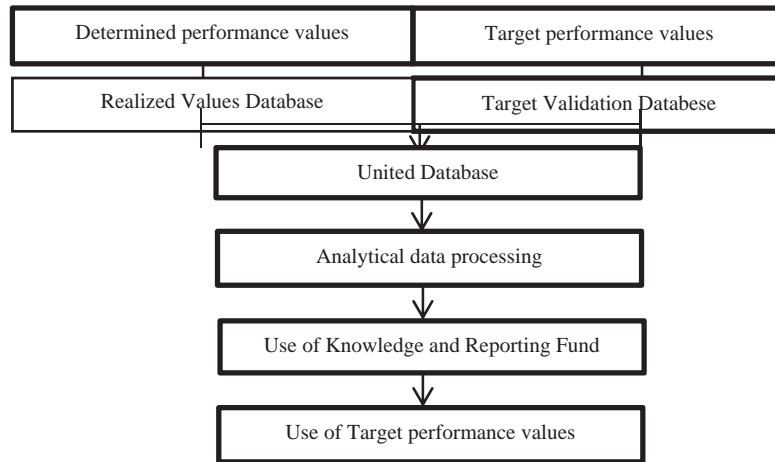 Determined performance values
Target performance values
Realized Values Database
Target Validation Databese
United Database
Analytical data processing
Use of Knowledge and Reporting Fund
Use of Target performance values